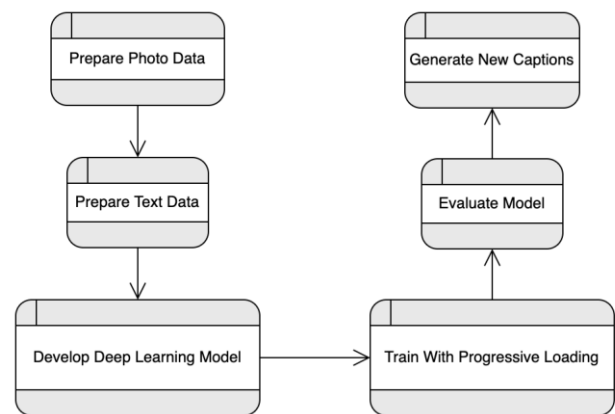 Prepare Photo Data
Prepare Text Data
Develop Deep Learning Model
Train With Progressive Loading
Evaluate Model
Generate New Captions